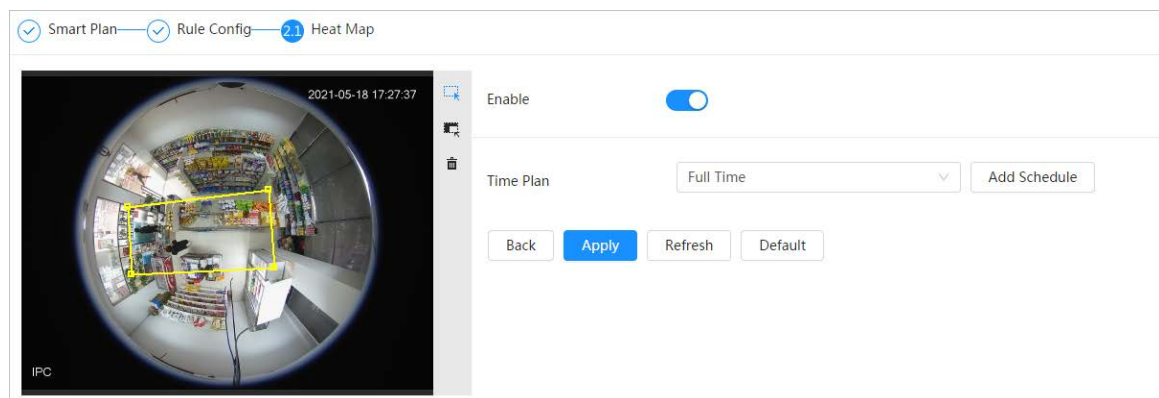 Smart Plan Rule Config 2.1 Heat Map
2021-05-18 17:27:37
IPC
Enable
Time Plan Full Time Add Schedule
Back Apply Refresh Default